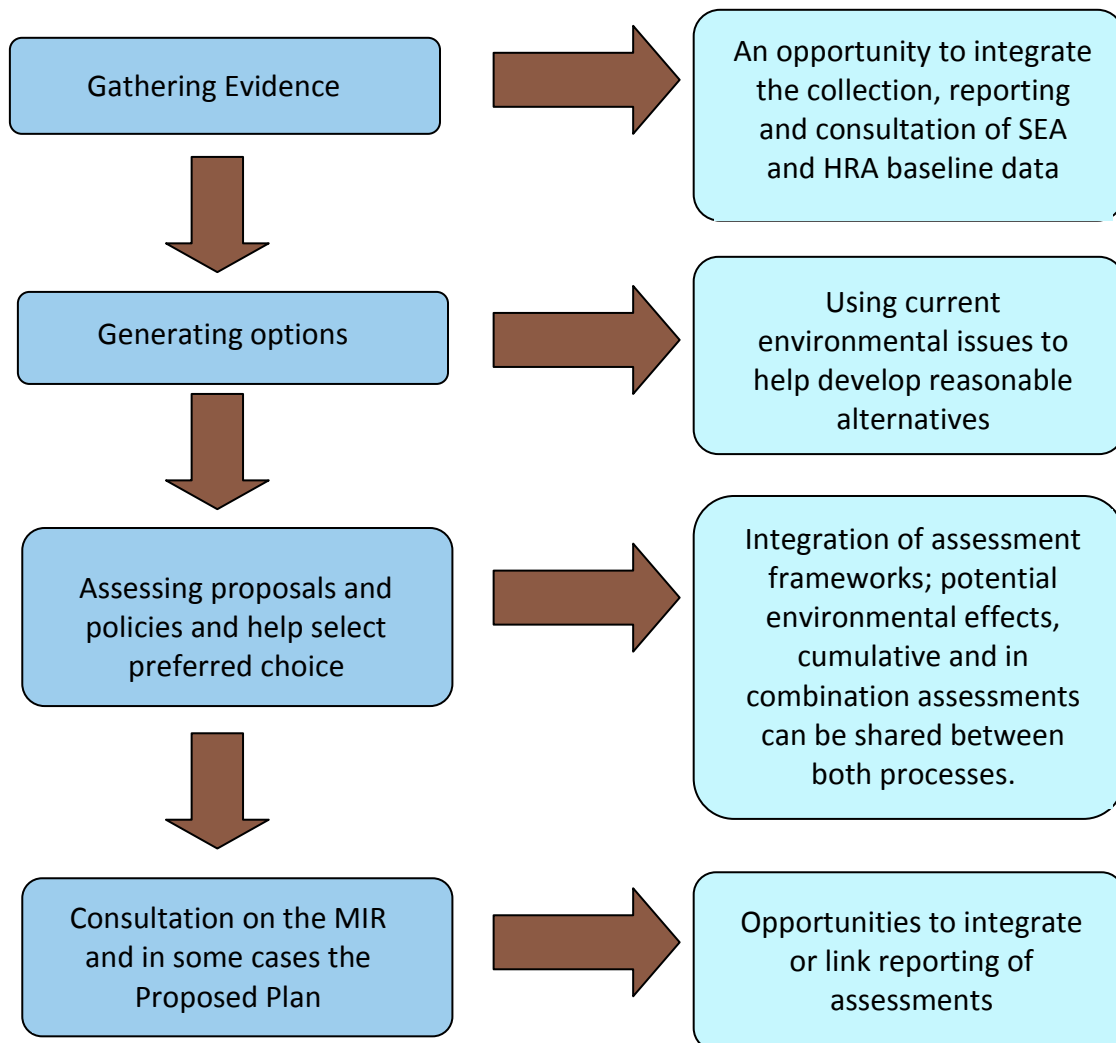 Gathering Evidence
An opportunity to integrate
the collection, reporting
and consultation of SEA
and HRA baseline data
Generating options
Using current
environmental issues to
help develop reasonable
alternatives
Assessing proposals and
policies and help select
preferred choice
Integration of assessment
frameworks; potential
environmental effects,
cumulative and in
combination assessments
can be shared between
both processes.
Consultation on the MIR
and in some cases the
Proposed Plan
Opportunities to integrate
or link reporting of
assessments